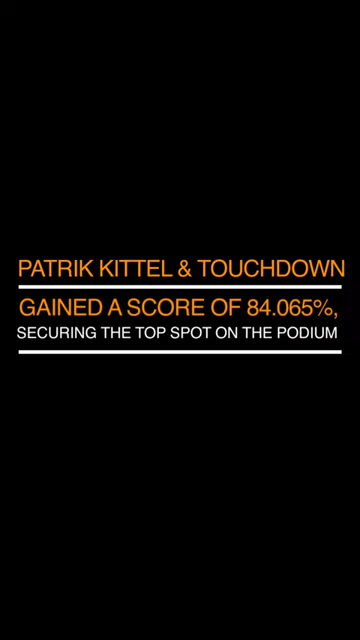 PATRIK KITTEL & TOUCHDOWN
GAINED A SCORE OF 84.065%,
SECURING THE TOP SPOT ON THE PODIUM